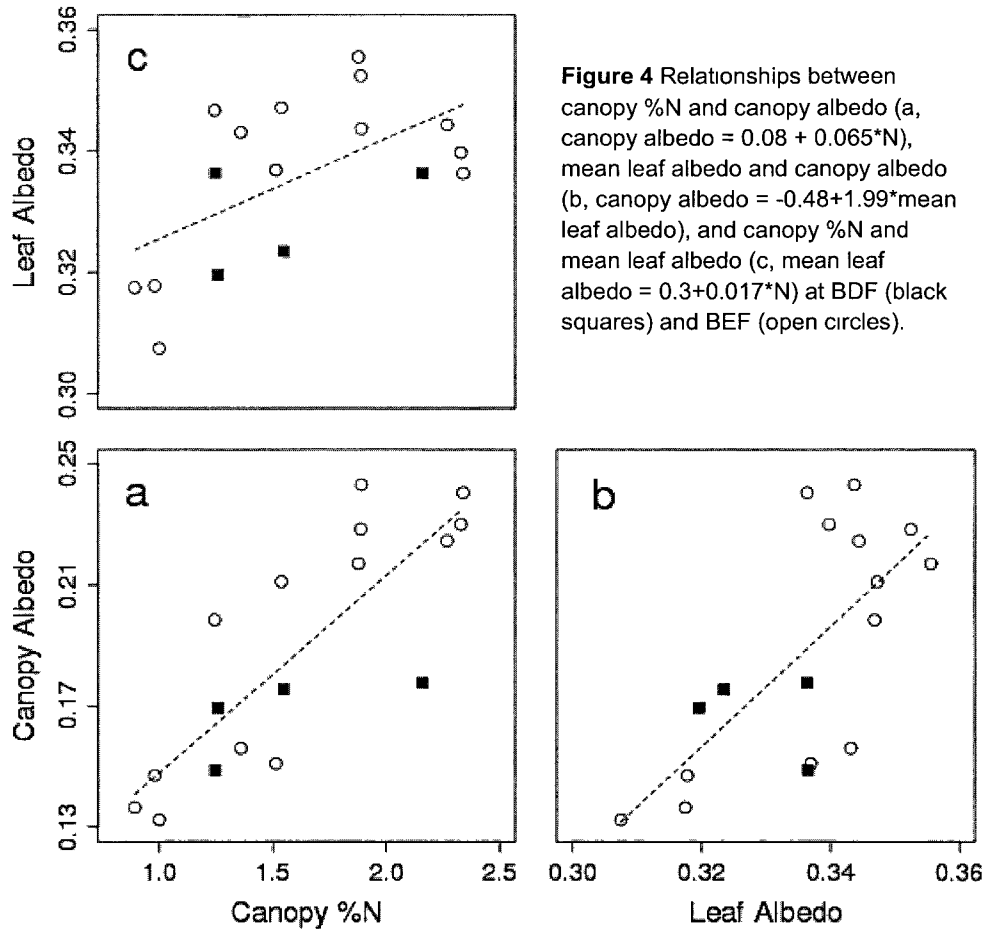 0.36
c
0.34
0.32
0.30
Leaf Albedo
Figure 4 Relationships between
canopy %N and canopy albedo (a,
canopy albedo = 0.08 + 0.065*N),
mean leaf albedo and canopy albedo
(b, canopy albedo = -0.48+1.99*mean
leaf albedo), and canopy %N and
mean leaf albedo (c, mean leaf
albedo = 0.3+0.017*N) at BDF (black
squares) and BEF (open circles).
0.25
a
0.21
0.17
0.13
Canopy Albedo
1.0 1.5 2.0 2.5
Canopy %N
b
0.30 0.32 0.34 0.36
Leaf Albedo